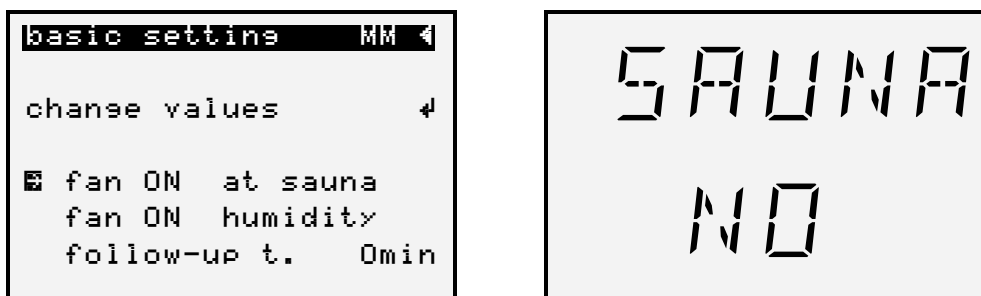 basic setting MM
change values
fan ON at sauna
fan ON humidity
follow-up t. 0min
SAUNA
NO